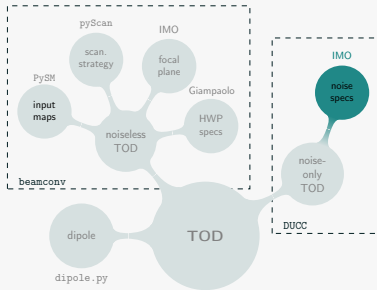 pyScan
scan.
strategy
IMO
focal
plane
PySM
input
maps
Giampaolo
HWP
specs
noiseless
TOD
beamconv
IMO
noise
specs
noise-
only
TOD
DUCC
TOD
dipole
dipole.py